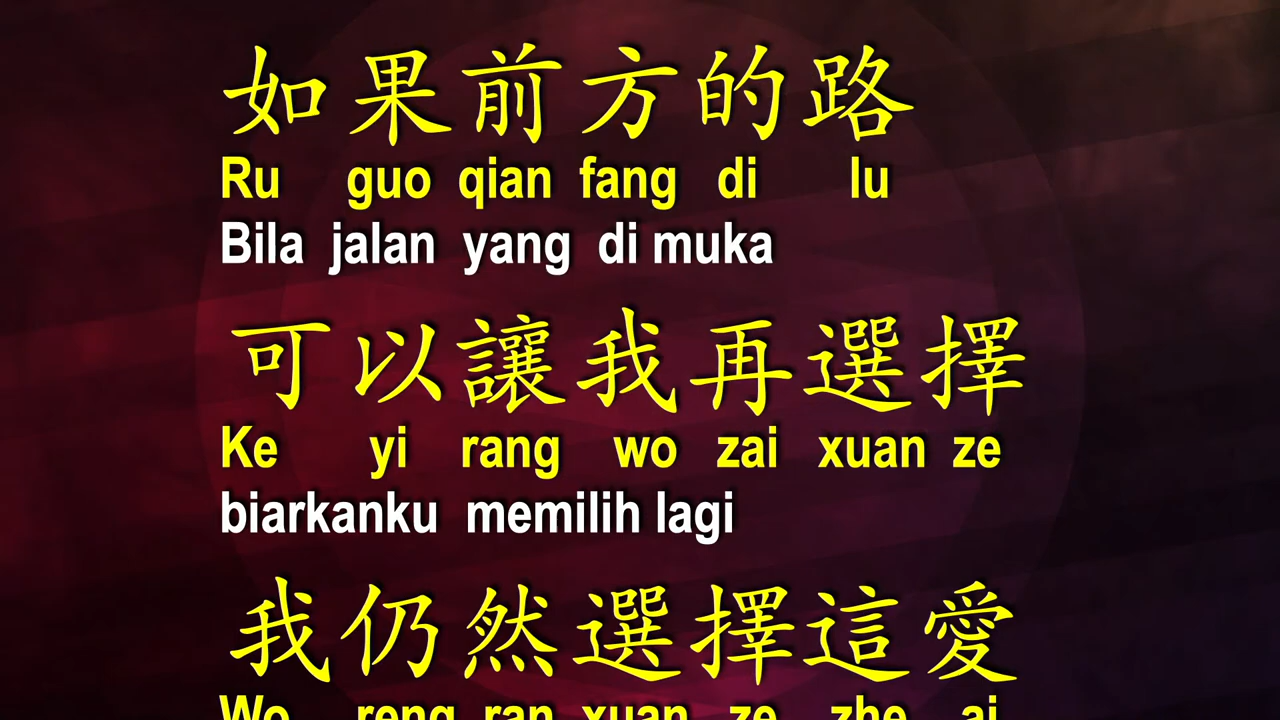 如果前方的路
Ru guo qian fang di lu
Bila jalan yang di muka
可以讓我再選擇
Ke yi rang wo zai xuan ze
biarkanku memilih lagi
我仍然選擇這愛
Wo reng ran xuan ze zhe ai